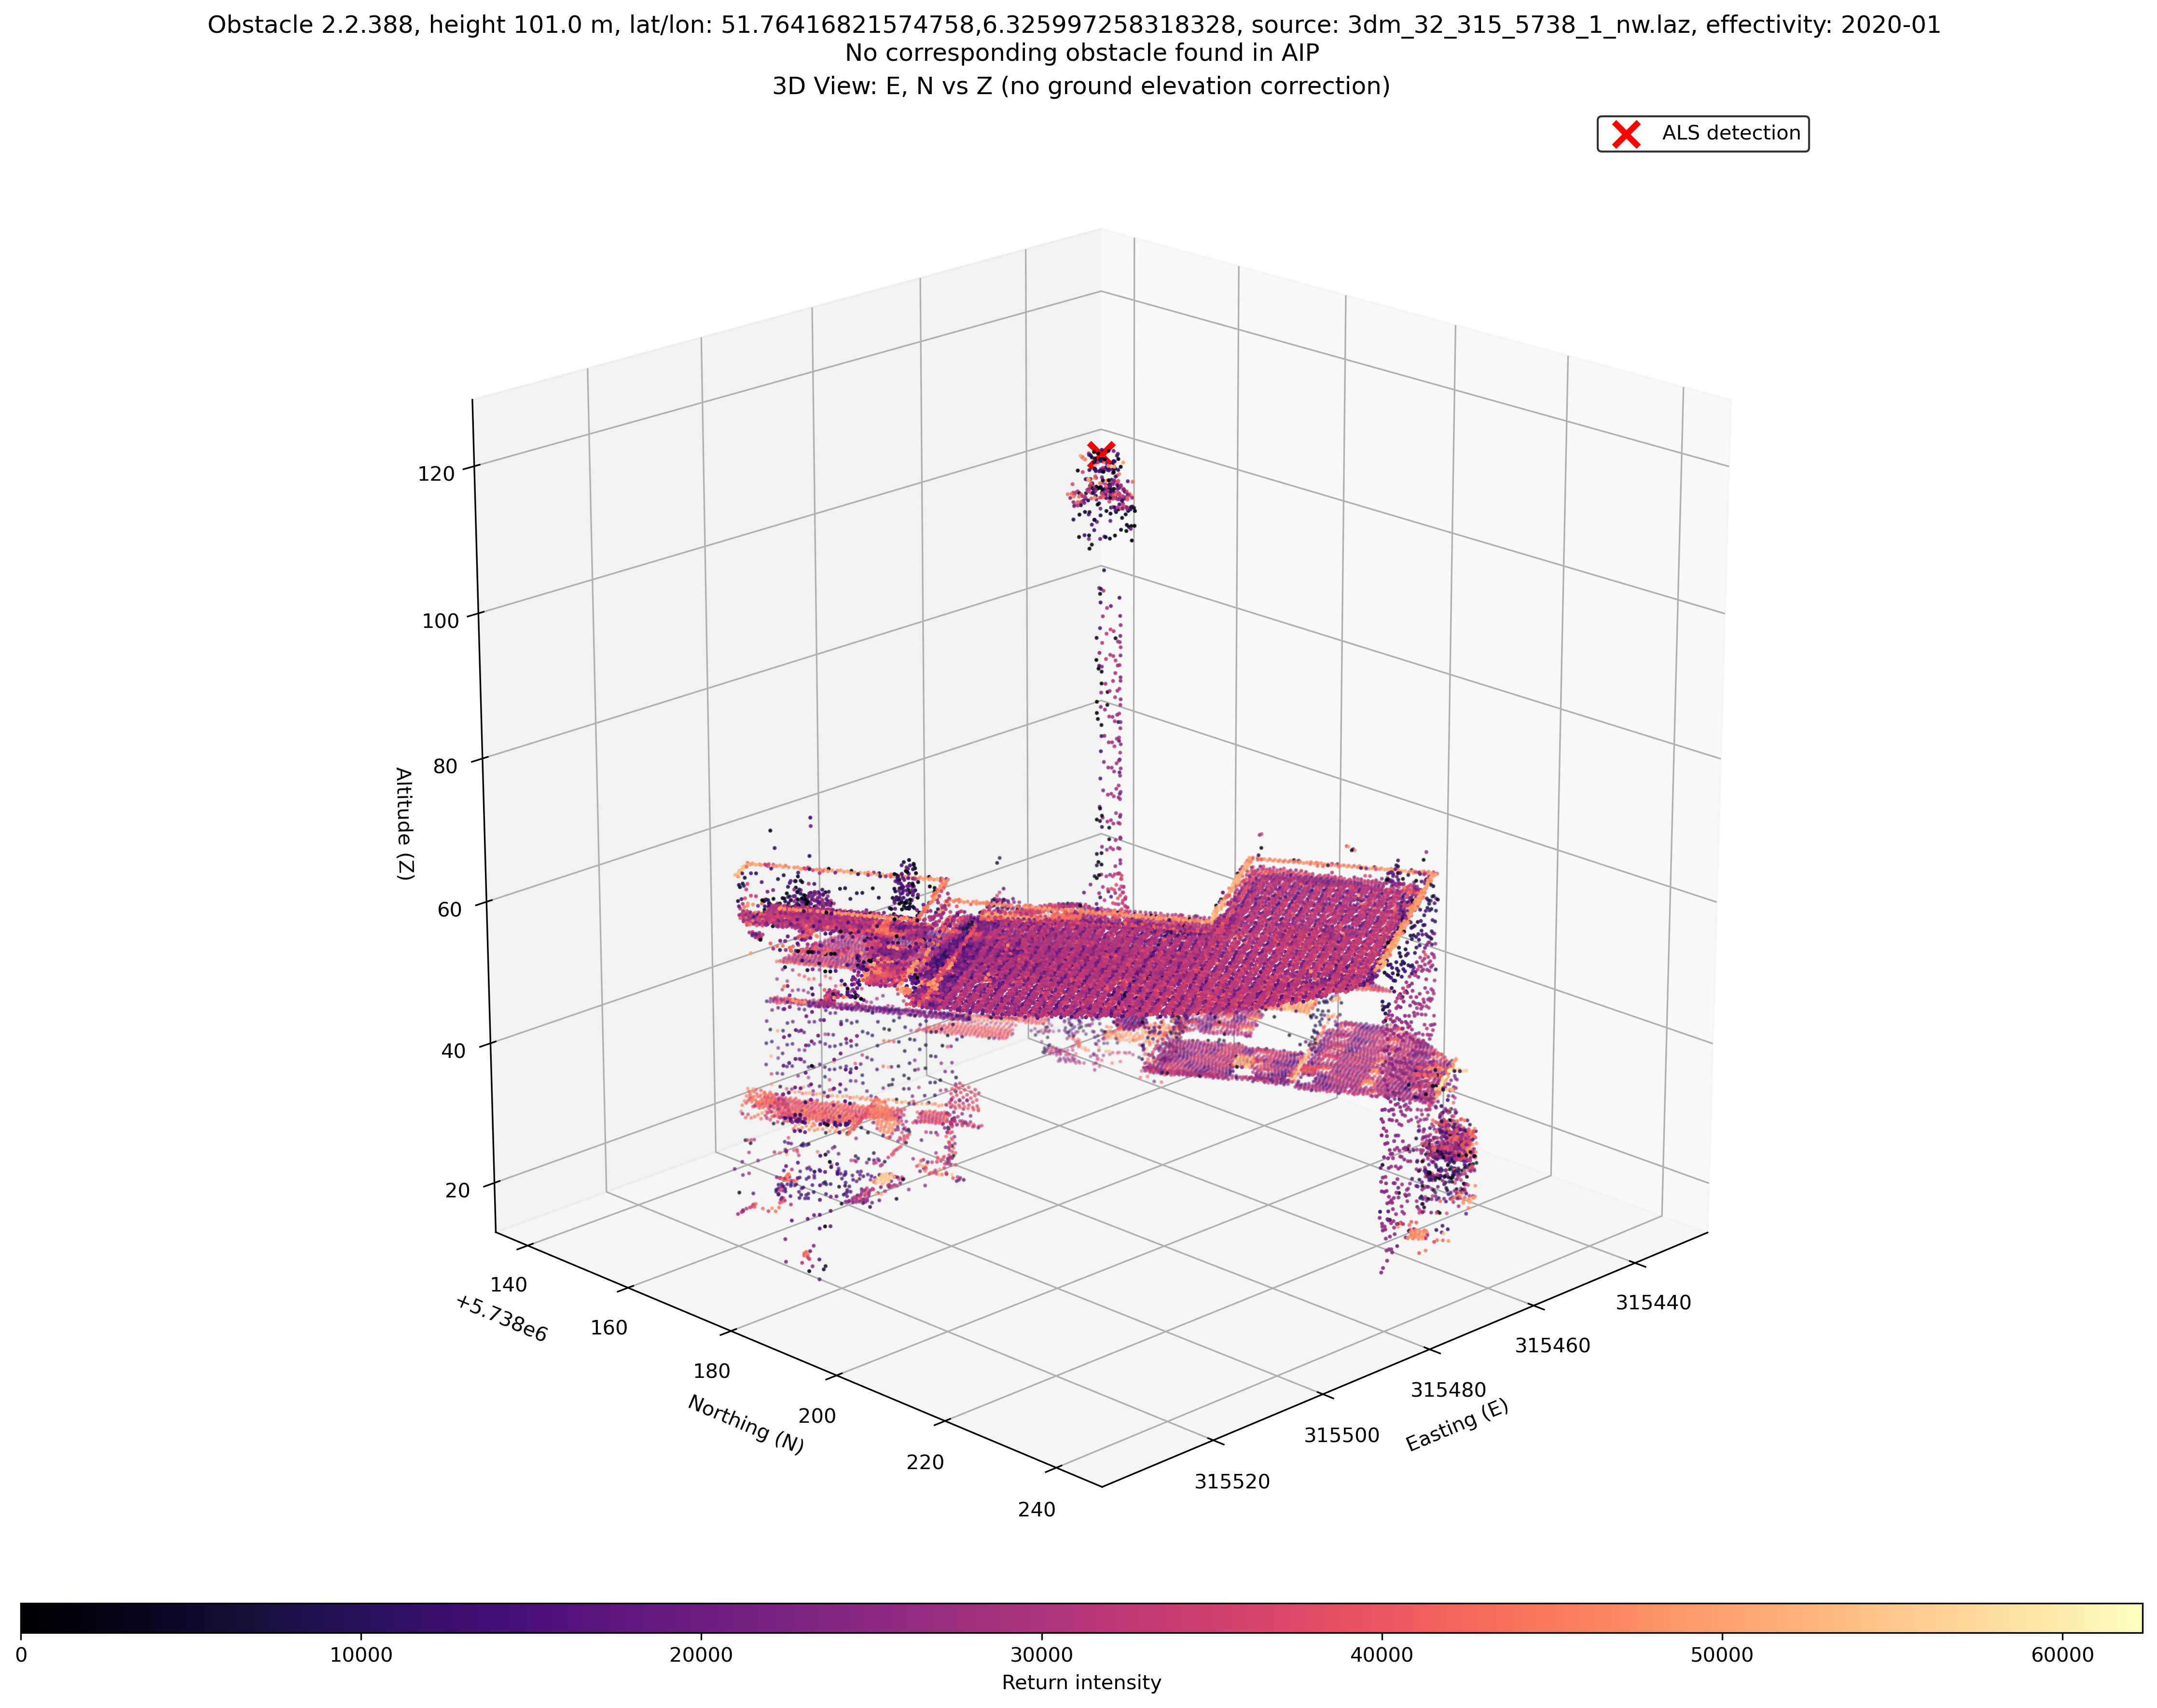 Obstacle 2.2.388, height 101.0 m, lat/lon: 51.76416821574758,6.325997258318328, source: 3dm_32_315_5738_1_nw.laz, effectivity: 2020-01
No corresponding obstacle found in AIP
3D View: E, N vs Z (no ground elevation correction)
ALS detection
120
100
80
60
40
20
Altitude (Z)
140
160
180
200
220
240
+5.738e6
Northing (N)
315440
315460
315480
315500
315520
Easting (E)
0 10000 20000 30000 40000 50000 60000
Return intensity